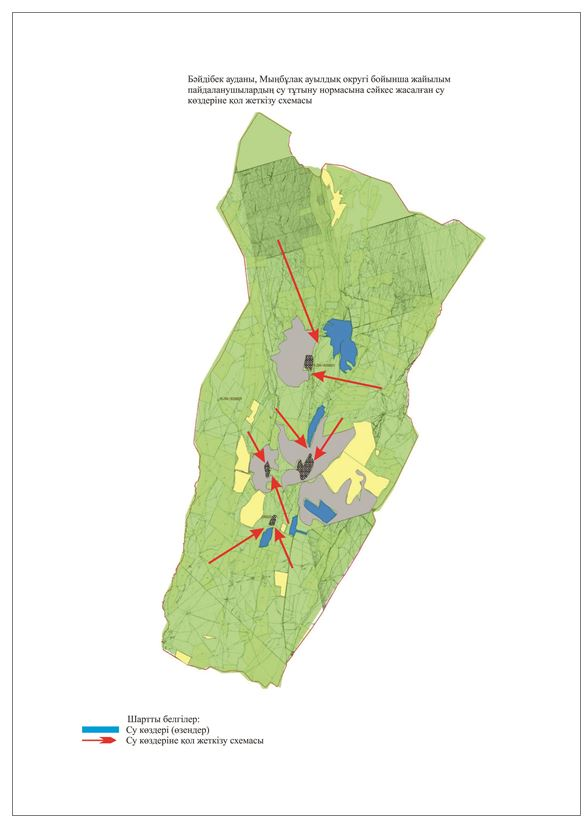 Бәйдібек ауданы, Мыңбұлақ ауылдық округі бойынша жайылым
пайдаланушылардың су тұтыну нормасына сәйкес жасалған су
көздеріне қол жеткізу схемасы
Шартты белгілер:
Су көздері (өзендер)
Су көздеріне қол жеткізу схемасы